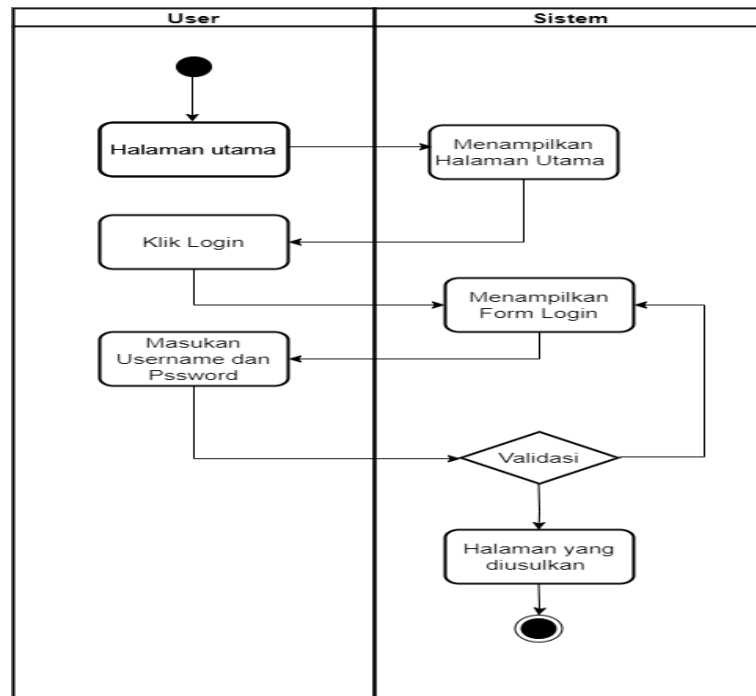 User
Sistem
Halaman utama
Menampilkan
Halaman Utama
Klik Login
Menampilkan
Form Login
Masukan
Username dan
Pssword
Validasi
Halaman yang
diusulkan